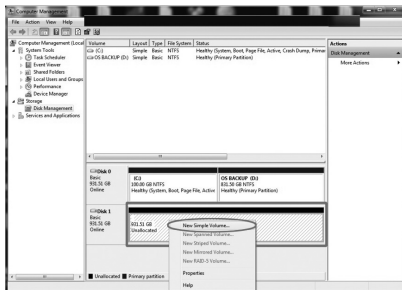 Computer Management
File Action View Help
Computer Management (Local
System Tools
Task Scheduler
Event Viewer
Shared Folders
Local Users and Groups
Performance
Device Manager
Storage
Disk Management
Services and Applications
Volume Layout Type File System Status
(C:) Simple Basic NTFS Healthy (System, Boot, Page File, Active, Crash Dump, Prima
OS BACKUP (D:) Simple Basic NTFS Healthy (Primary Partition)
Actions
Disk Management
More Actions
Disk 0
Basic
931.51 GB
Online
(C:)
100.00 GB NTFS
Healthy (System, Boot, Page File, Active
OS BACKUP (D:)
831.50 GB NTFS
Healthy (Primary Partition)
Disk 1
Basic
931.51 GB
Online
931.51 GB
Unallocated
New Simple Volume...
New Spanned Volume...
New Striped Volume...
New Mirrored Volume...
New RAID-5 Volume...
Properties
Help
Unallocated Primary partition